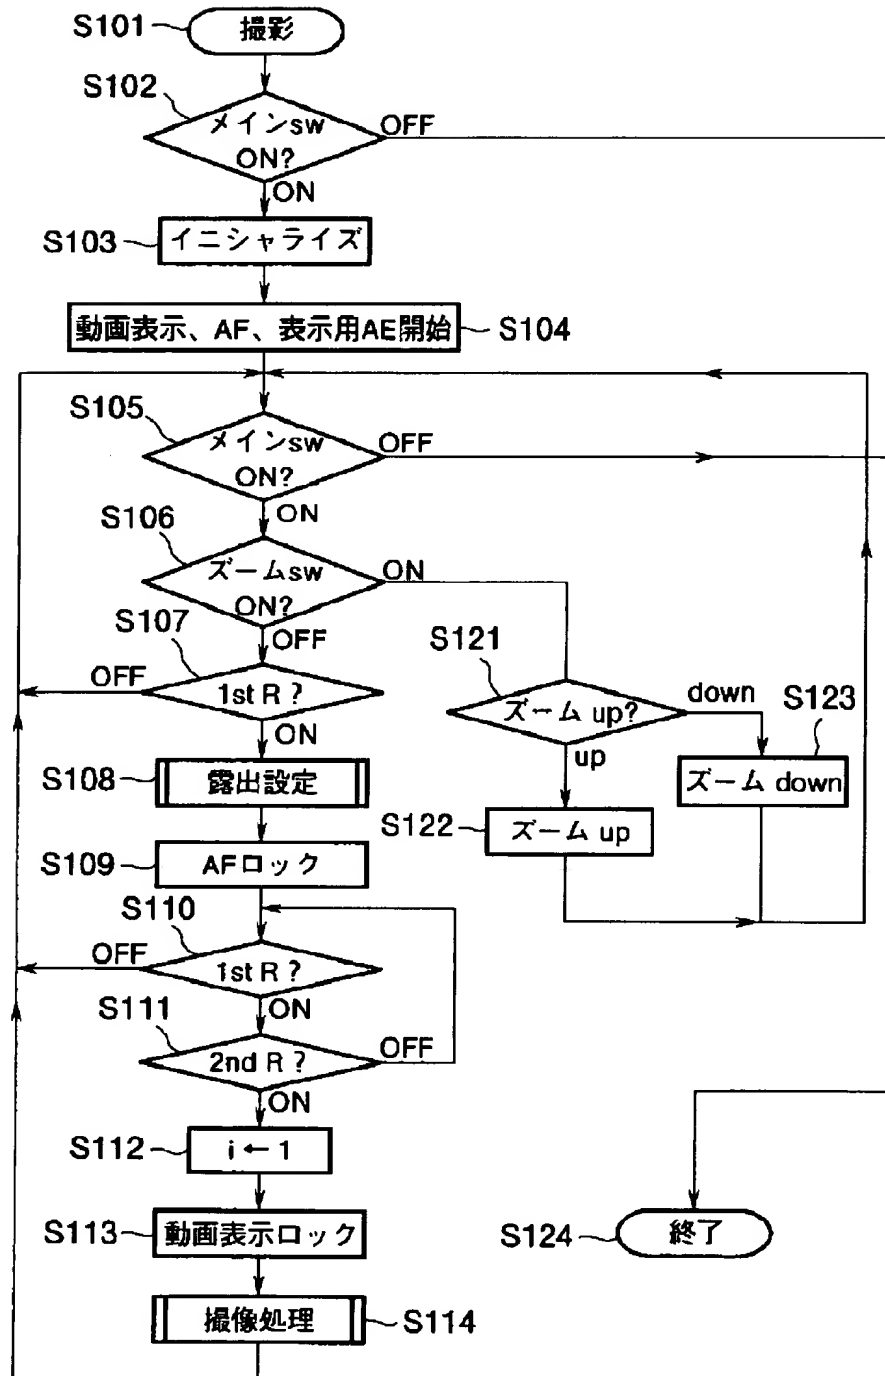 S101
撮影
S102
メインsw
ON?
OFF
ON
S103
イニシャライズ
動画表示、AF、表示用AE開始
S104
S105
メインsw
ON?
OFF
ON
S106
ズームsw
ON?
ON
OFF
S107
1st R ?
OFF
ON
S121
ズーム up?
down
up
S123
ズーム down
S122
ズーム up
S108
露出設定
S109
AFロック
S110
1st R ?
OFF
ON
S111
2nd R ?
OFF
ON
S112
i ← 1
S113
動画表示ロック
S124
終了
撮像処理
S114